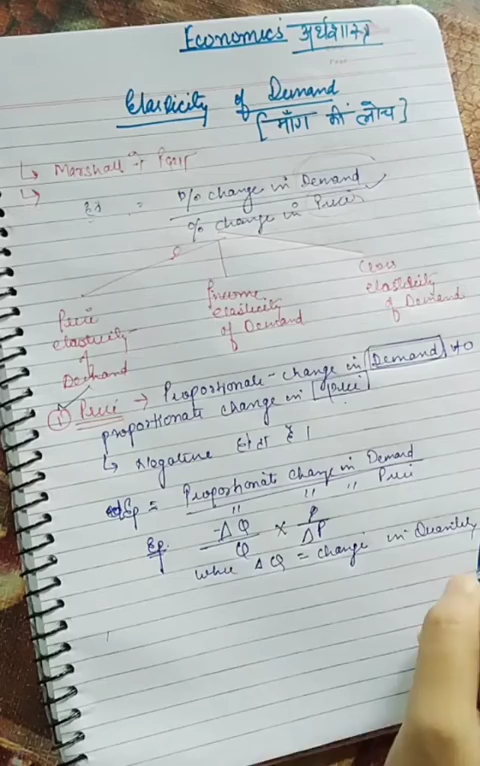 Economics अर्थशास्त्र
Elasticity of Demand
[माँग की लोच]
↳ Marshall ने दिया
↳
= % change in Demand
% change in Price
Price elasticity of Demand
Income elasticity of Demand
Cross elasticity of Demand
① Price → Proportionate change in Demand to
proportionate change in price
↳ Negative होता है।
Ep = Proportionate change in Demand
" " " Price
Ep. -ΔQ/Q × P/ΔP
where ΔQ = change in Quantity